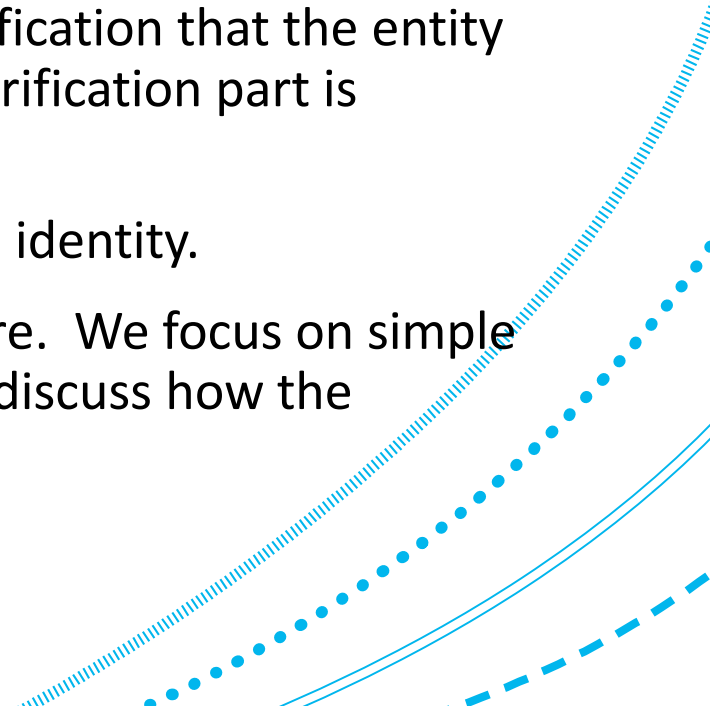 fication that the entity
rification part is
identity.
re. We focus on simple
discuss how the